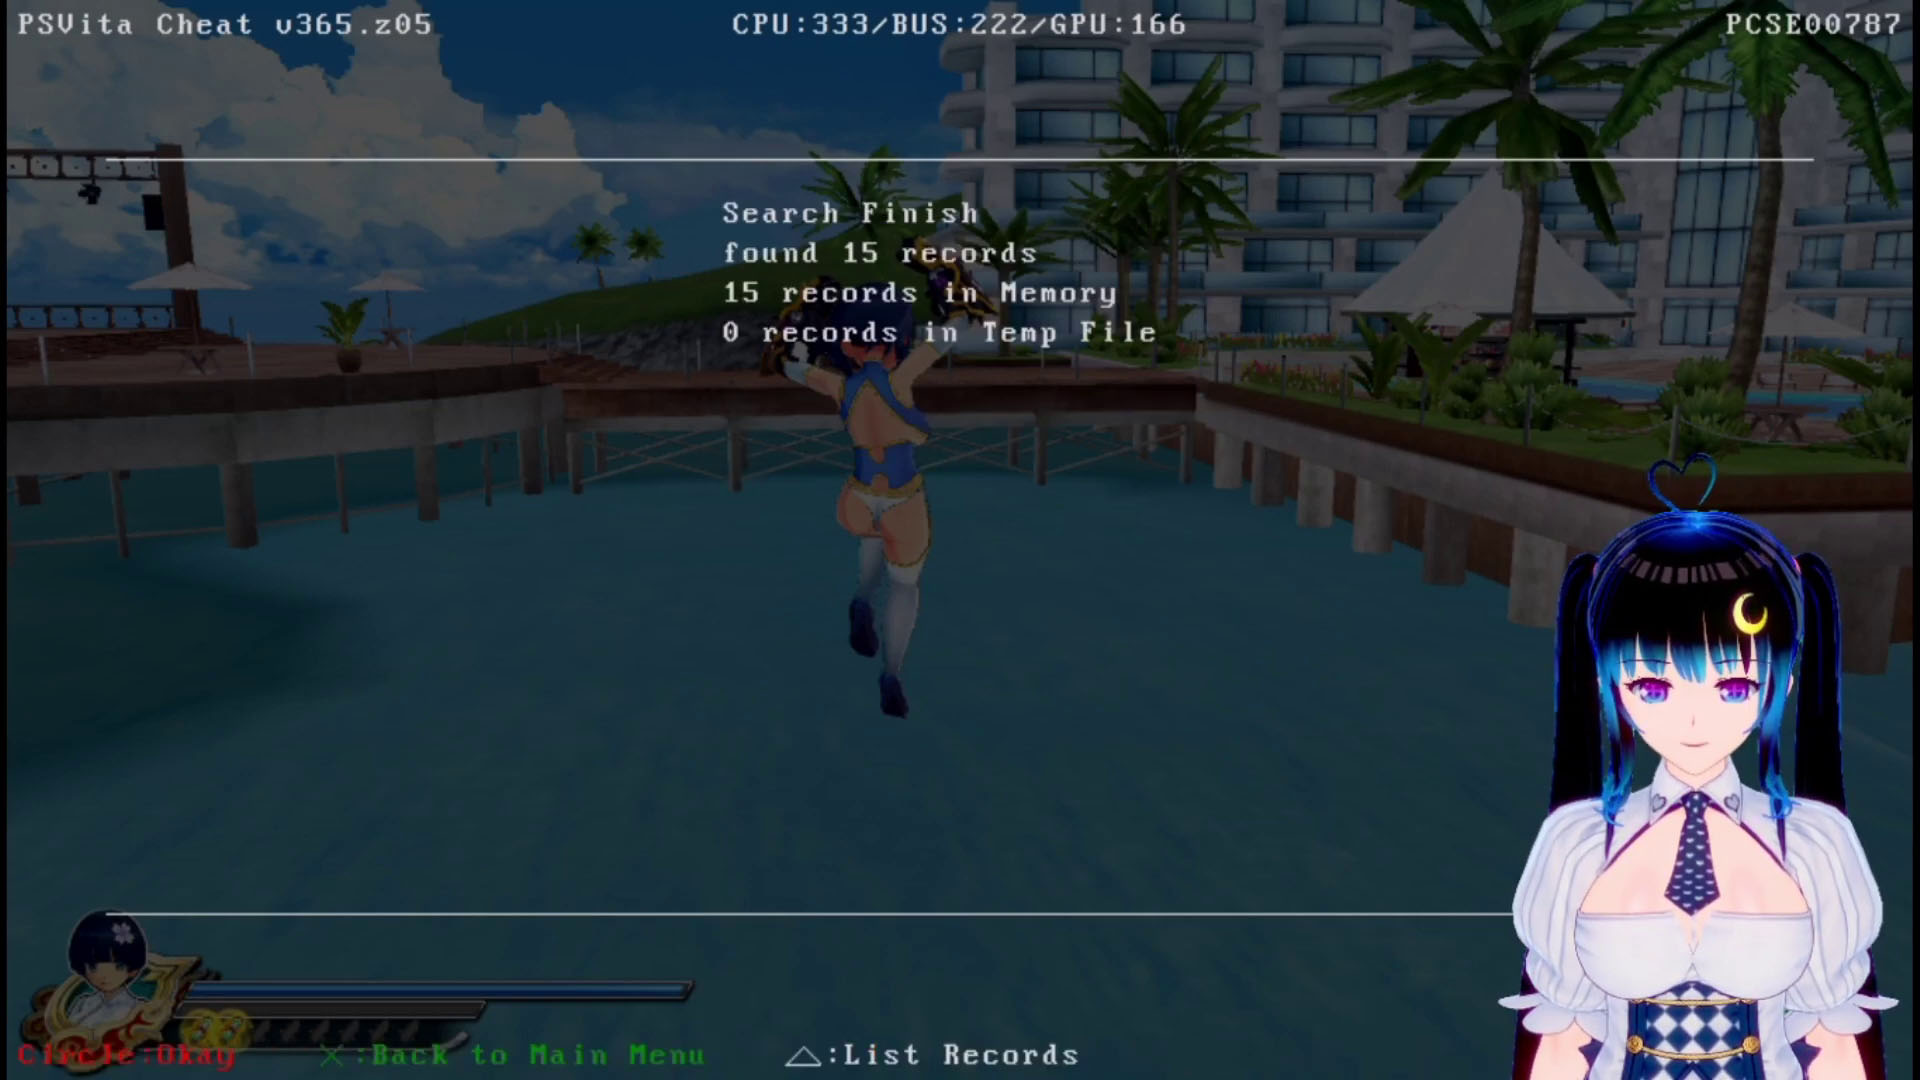 PSVita Cheat v365.z05
CPU:333/BUS:222/GPU:166
PCSE00787
Search Finish
found 15 records
15 records in Memory
0 records in Temp File
Circle:Okay
×:Back to Main Menu
△:List Records